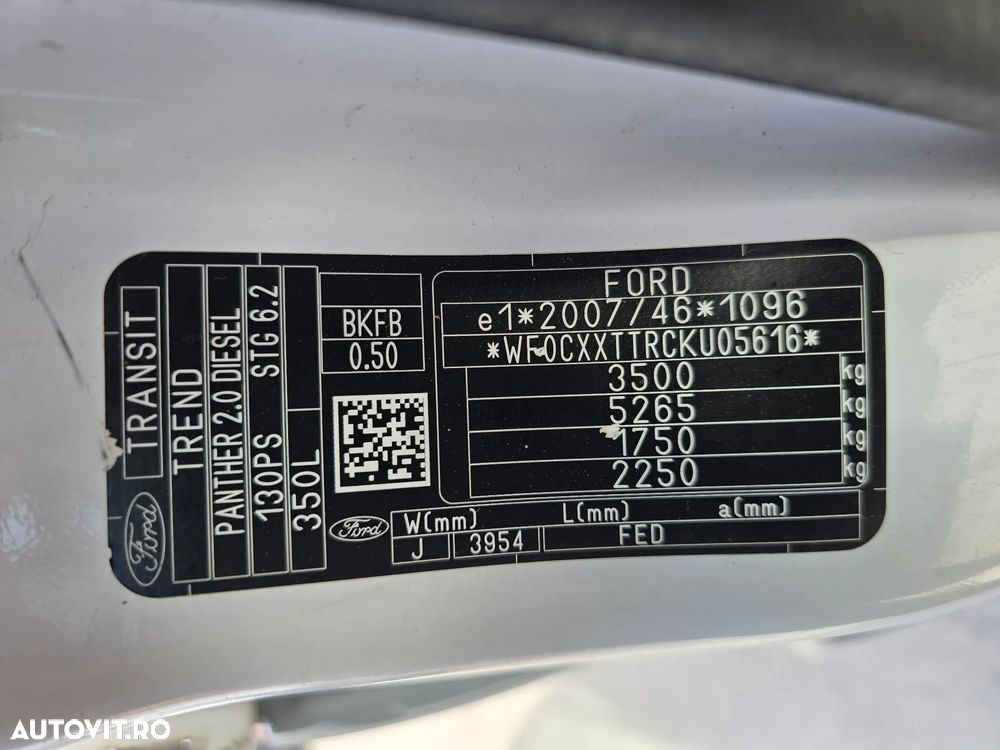 TRANSIT
TREND
PANTHER 2.0 DIESEL
130PS STG 6.2
350L
Ford
BKFB
0.50
FORD
e1*2007/46*1096
*WF0CXXTTRCKU05616*
3500 kg
5265 kg
1750 kg
2250 kg
Ford
W(mm) L(mm) a(mm)
J 3954 FED
AUTOVIT.RO